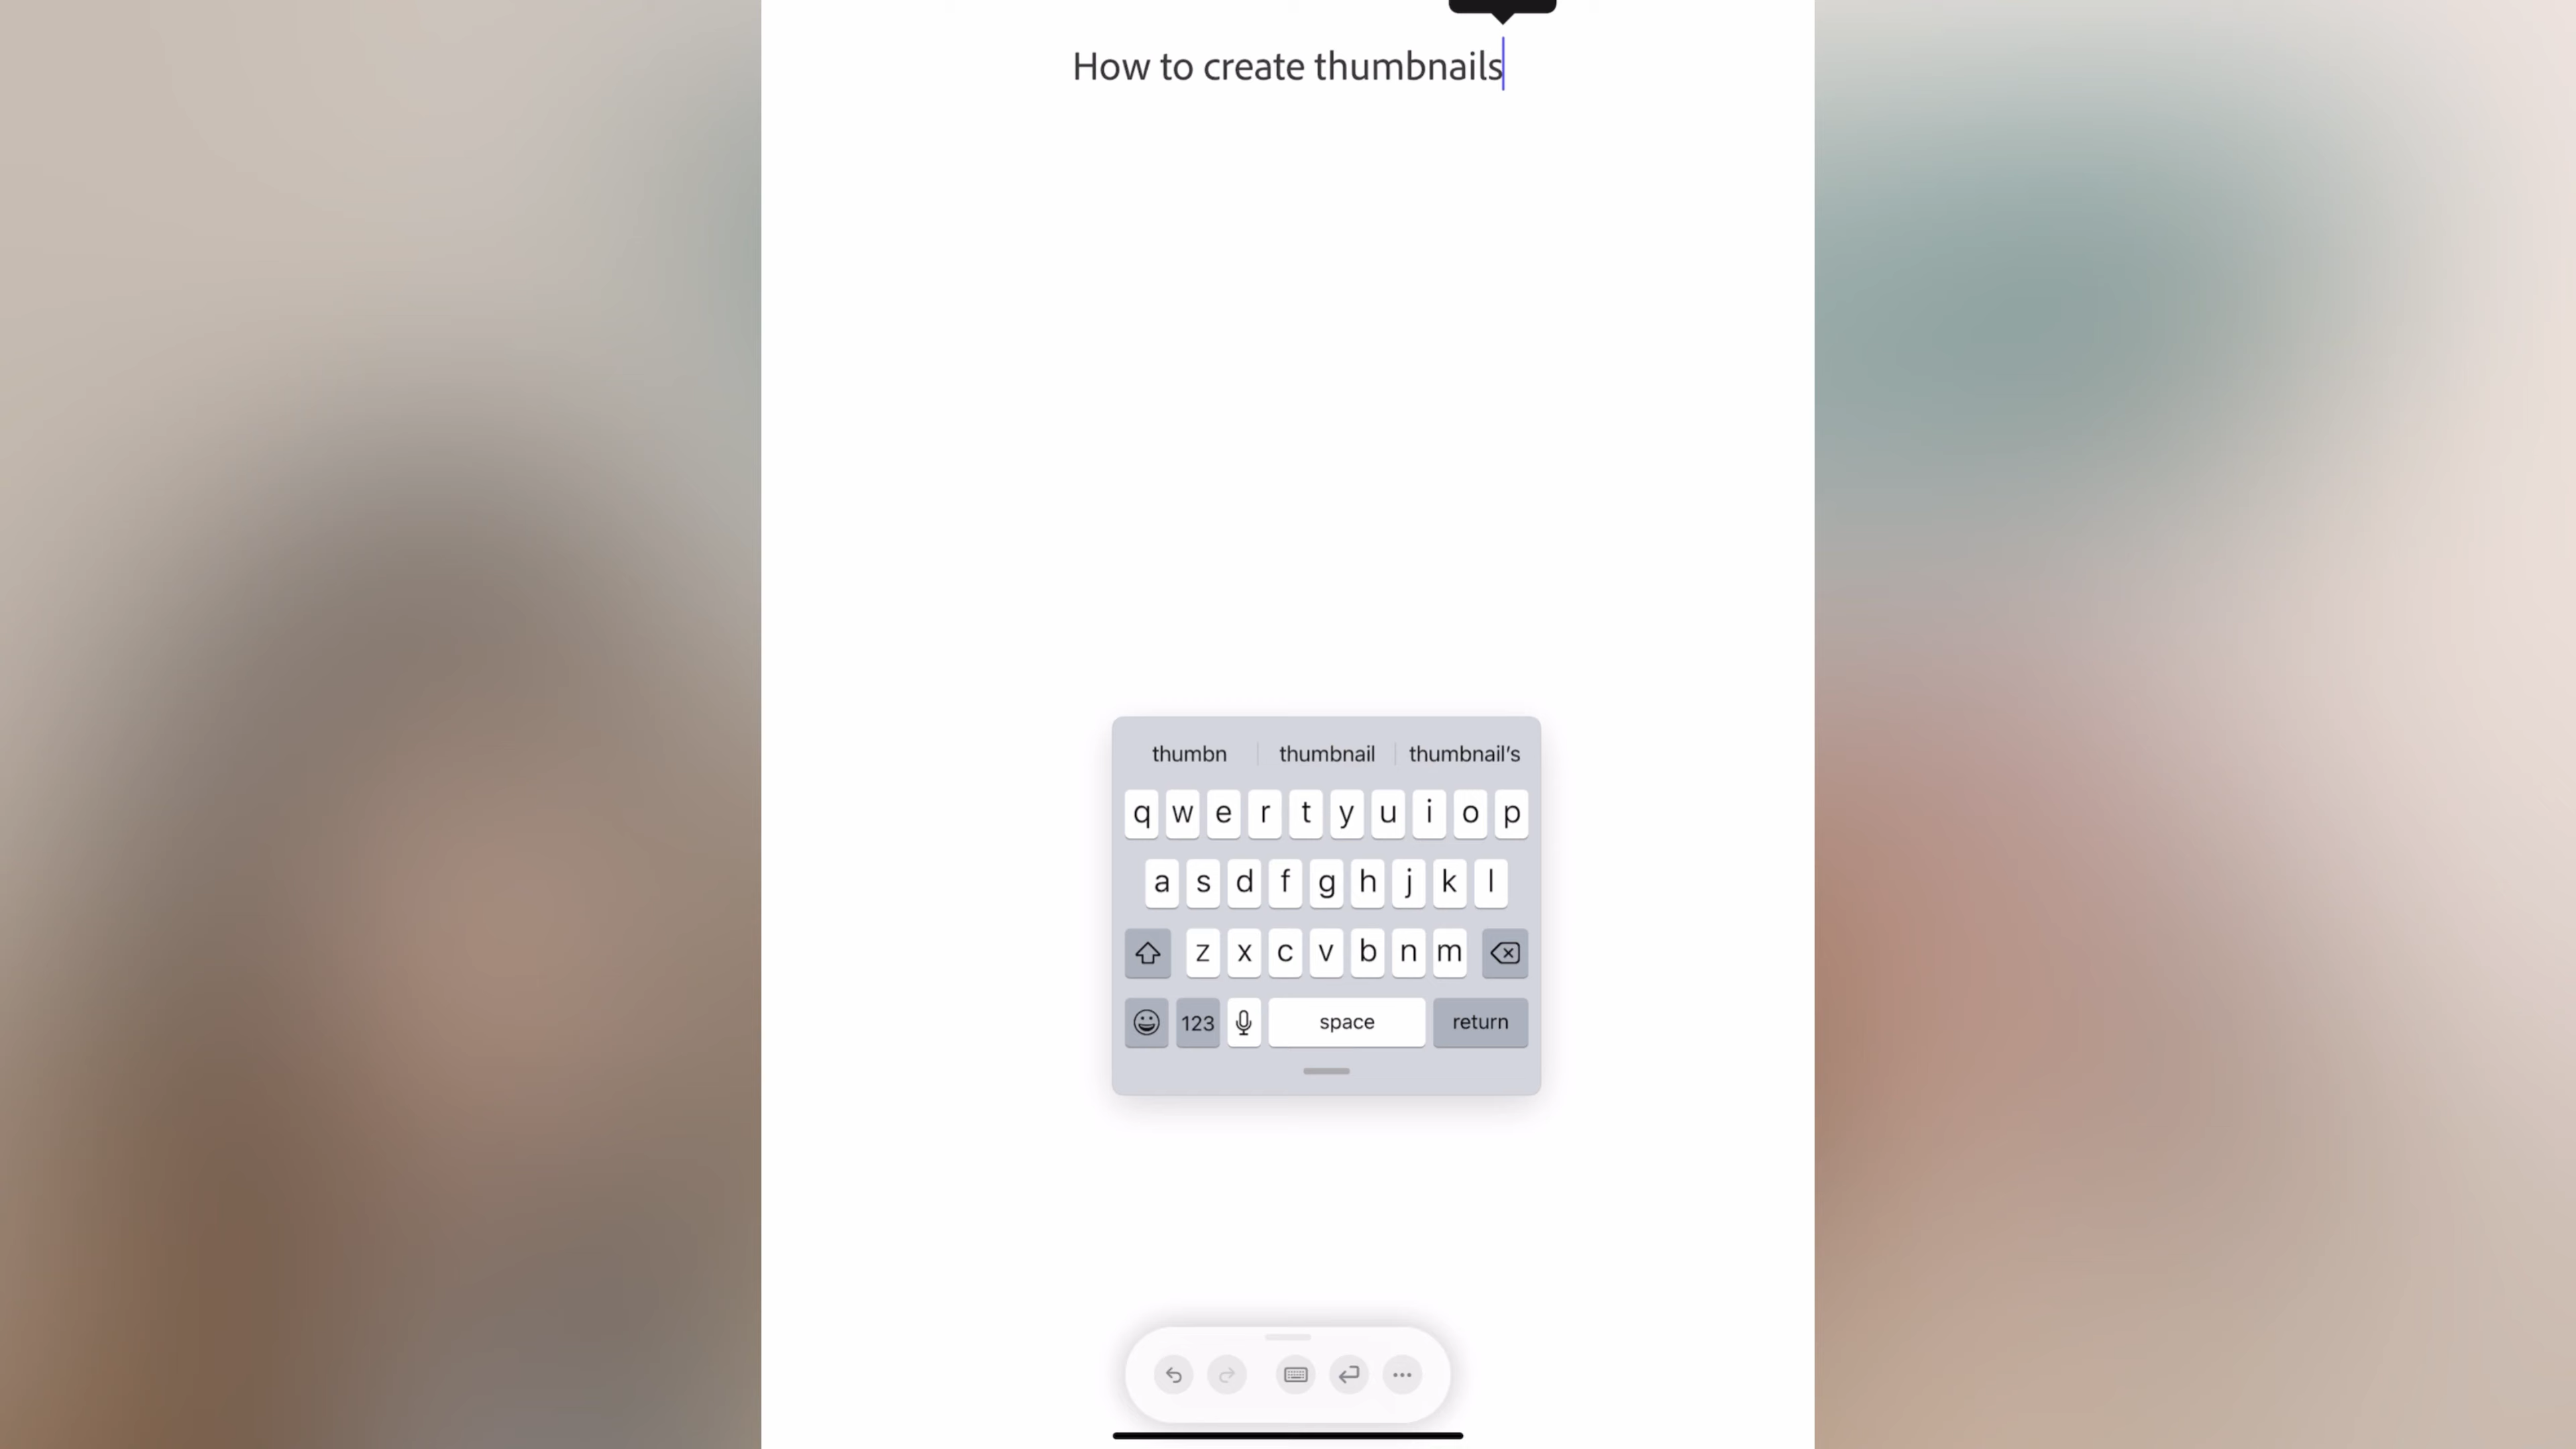 How to create thumbnails
thumbn thumbnail thumbnail's
q w e r t y u i o p
a s d f g h j k l
z x c v b n m
123 space return